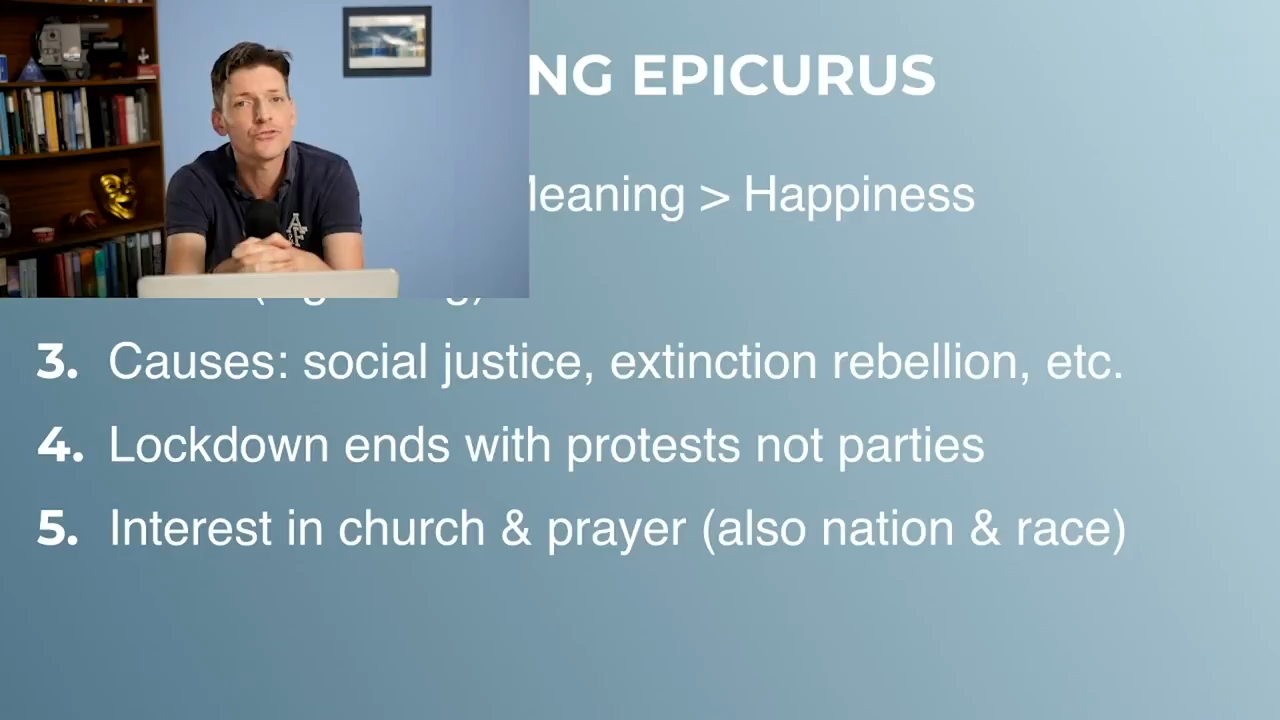 NG EPICURUS
eaning > Happiness
3. Causes: social justice, extinction rebellion, etc.
4. Lockdown ends with protests not parties
5. Interest in church & prayer (also nation & race)